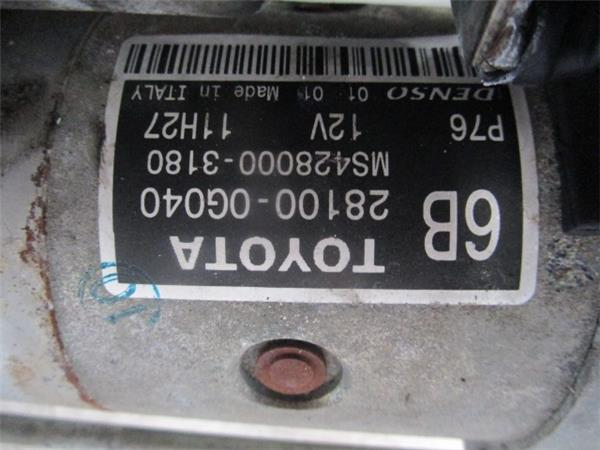 TOYOTA
6B 28100-0G040
MS428000-3180
P76 12V 11H27
DENSO 01 01 Made in ITALY